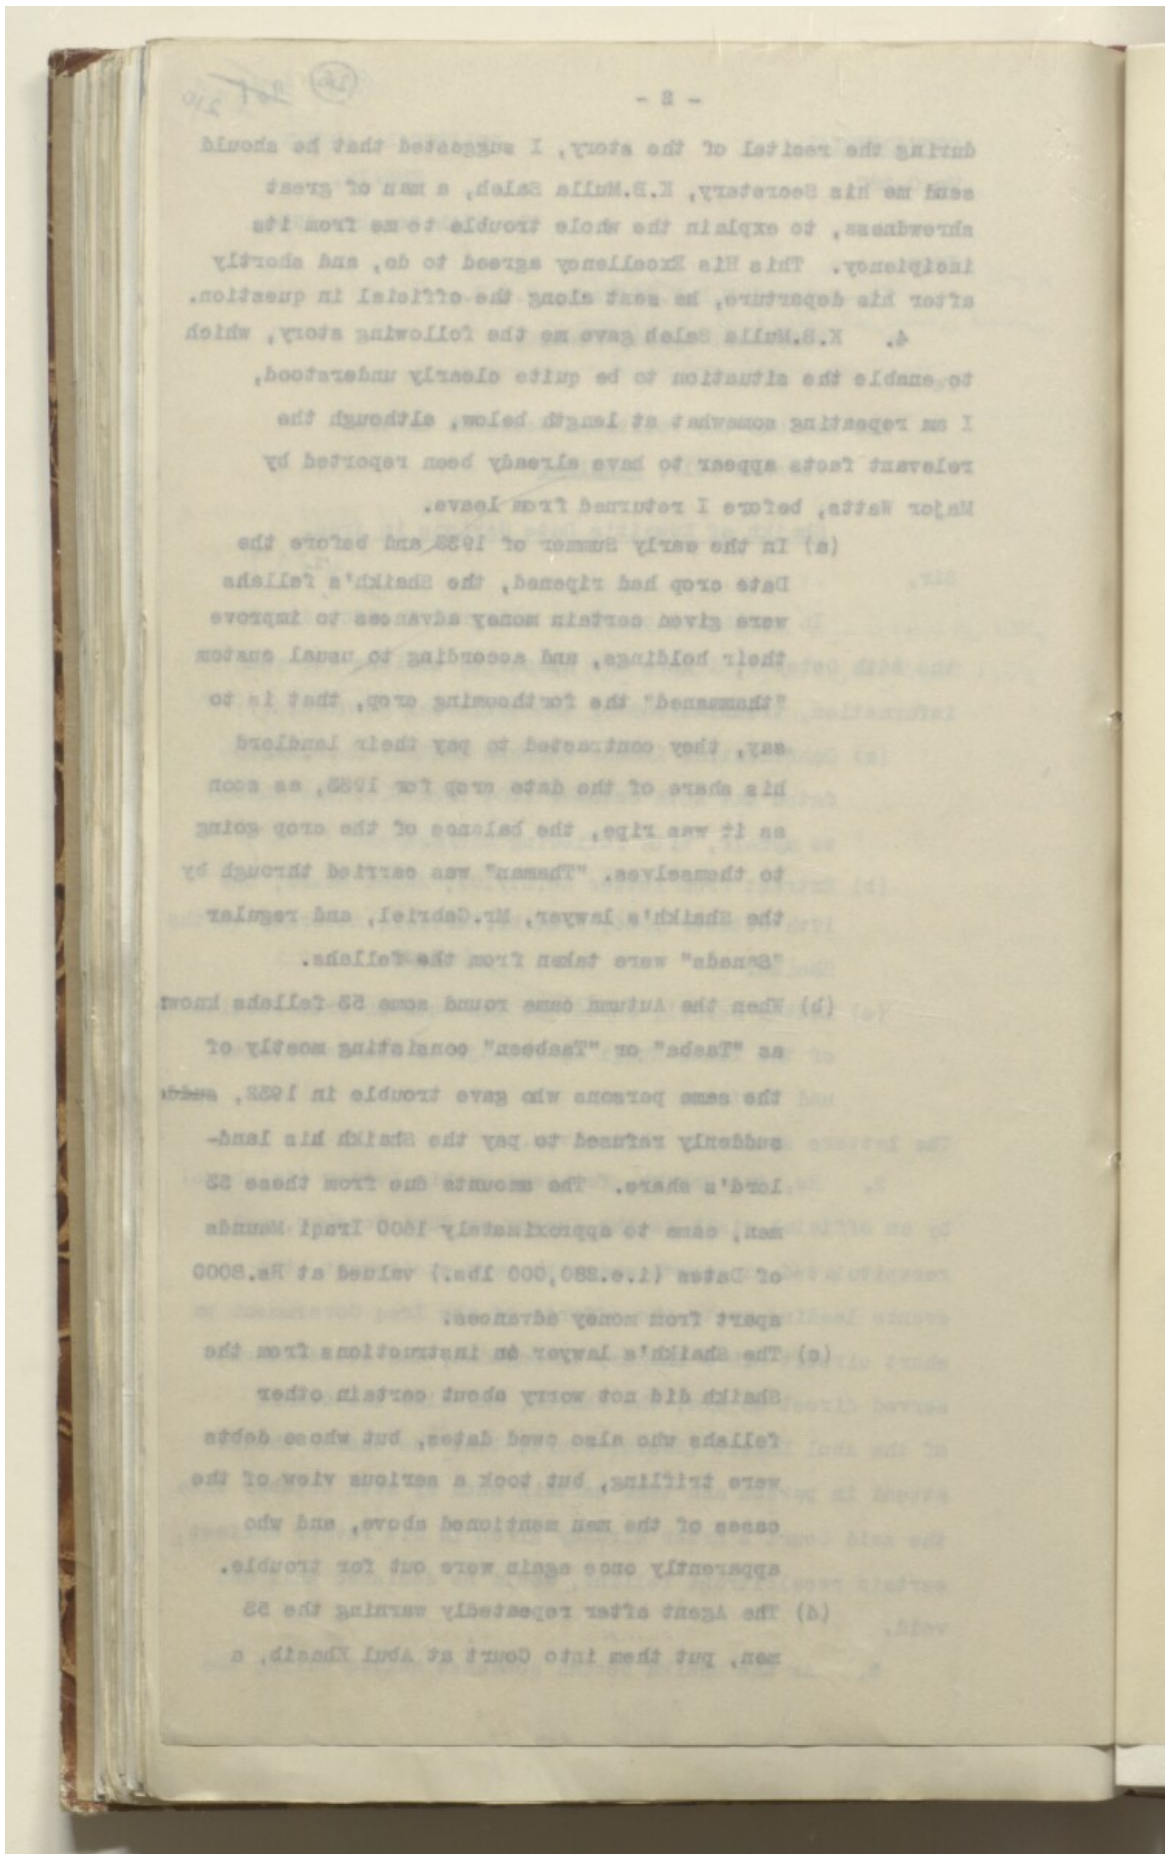 - 2 -
during the recital of the story, I suggested that he should
send me his Secretary, K.B.Mulla Saleh, a man of great
shrewdness, to explain the whole trouble to me from its
incipiency. This His Excellency agreed to do, and shortly
after his departure, he sent along the official in question.
4. K.B.Mulla Saleh gave me the following story, which
to enable the situation to be quite clearly understood,
I am repeating somewhat at length below, although the
relevant facts appear to have already been reported by
Major Watts, before I returned from leave.
(a) In the early Summer of 1933 and before the
Date crop had ripened, the Shaikh's fellahs
were given certain money advances to improve
their holdings, and according to usual custom
"thammaned" the forthcoming crop, that is to
say, they contracted to pay their landlord
his share of the date crop for 1933, as soon
as it was ripe, the balance of the crop going
to themselves. "Thaman" was carried through by
the Shaikh's lawyer, Mr.Gabriel, and regular
"Sanads" were taken from the fellahs.
(b) When the Autumn came round some 53 fellahs known
as "Taaba" or "Taabeen" consisting mostly of
the same persons who gave trouble in 1932,
suddenly refused to pay the Shaikh his land-
lord's share. The amounts due from these 53
men, came to approximately 1600 Iraqi Maunds
of Dates (i.e.280,000 lbs.) valued at Rs.8000
apart from money advances.
(c) The Shaikh's lawyer on instructions from the
Shaikh did not worry about certain other
fellahs who also owed dates, but whose debts
were trifling, but took a serious view of the
cases of the men mentioned above, and who
apparently once again were out for trouble.
(d) The Agent after repeatedly warning the 53
men, put them into Court at Abul Khasib, a